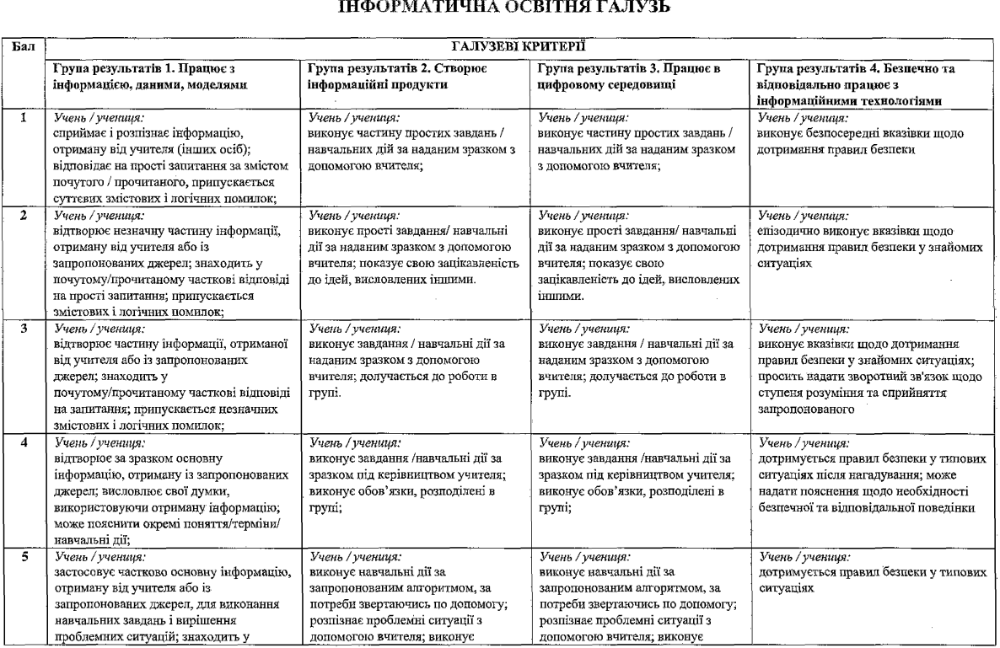 ІНФОРМАТИЧНА ОСВІТНЯ ГАЛУЗЬ
Бал
ГАЛУЗЕВІ КРИТЕРІЇ
Група результатів 1. Працює з
інформацією, даними, моделями
Група результатів 2. Створює
інформаційні продукти
Група результатів 3. Працює в
цифровому середовищі
Група результатів 4. Безпечно та
відповідально працює з
інформаційними технологіями
1
Учень / учениця:
сприймає і розпізнає інформацію,
отриману від учителя (інших осіб);
відповідає на прості запитання за змістом
почутого / прочитаного, припускається
суттєвих змістових і логічних помилок;
Учень / учениця:
виконує частину простих завдань /
навчальних дій за наданим зразком з
допомогою вчителя;
Учень / учениця:
виконує частину простих завдань /
навчальних дій за наданим зразком
з допомогою вчителя;
Учень / учениця:
виконує безпосередні вказівки щодо
дотримання правил безпеки
2
Учень / учениця:
відтворює незначну частину інформації,
отриману від учителя або із
запропонованих джерел; знаходить у
почутому/прочитаному часткові відповіді
на прості запитання; припускається
змістових і логічних помилок;
Учень / учениця:
виконує прості завдання/ навчальні
дії за наданим зразком з допомогою
вчителя; показує свою зацікавленість
до ідей, висловлених іншими.
Учень / учениця:
виконує прості завдання/ навчальні
дії за наданим зразком з допомогою
вчителя; показує свою
зацікавленість до ідей, висловлених
іншими.
Учень / учениця:
епізодично виконує вказівки щодо
дотримання правил безпеки у знайомих
ситуаціях
3
Учень / учениця:
відтворює частину інформації, отриманої
від учителя або із запропонованих
джерел; знаходить у
почутому/прочитаному часткові відповіді
на запитання; припускається незначних
змістових і логічних помилок;
Учень / учениця:
виконує завдання / навчальні дії за
наданим зразком з допомогою
вчителя; долучається до роботи в
групі.
Учень / учениця:
виконує завдання / навчальні дії за
наданим зразком з допомогою
вчителя; долучається до роботи в
групі.
Учень / учениця:
виконує вказівки щодо дотримання
правил безпеки у знайомих ситуаціях;
просить надати зворотний зв'язок щодо
ступеня розуміння та сприйняття
запропонованого
4
Учень / учениця:
відтворює за зразком основну
інформацію, отриману із запропонованих
джерел; висловлює свої думки,
використовуючи отриману інформацію;
може пояснити окремі поняття/терміни/
навчальні дії;
Учень / учениця:
виконує завдання /навчальні дії за
зразком під керівництвом учителя;
виконує обов’язки, розподілені в
групі;
Учень / учениця:
виконує завдання /навчальні дії за
зразком під керівництвом учителя;
виконує обов’язки, розподілені в
групі;
Учень / учениця:
дотримується правил безпеки у типових
ситуаціях після нагадування; може
надати пояснення щодо необхідності
безпечної та відповідальної поведінки
5
Учень / учениця:
застосовує частково основну інформацію,
отриману від учителя або із
запропонованих джерел, для виконання
навчальних завдань і вирішення
проблемних ситуацій; знаходить у
Учень / учениця:
виконує навчальні дії за
запропонованим алгоритмом, за
потреби звертаючись по допомогу;
розпізнає проблемні ситуації з
допомогою вчителя; виконує
Учень / учениця:
виконує навчальні дії за
запропонованим алгоритмом, за
потреби звертаючись по допомогу;
розпізнає проблемні ситуації з
допомогою вчителя; виконує
Учень / учениця:
дотримується правил безпеки у типових
ситуаціях